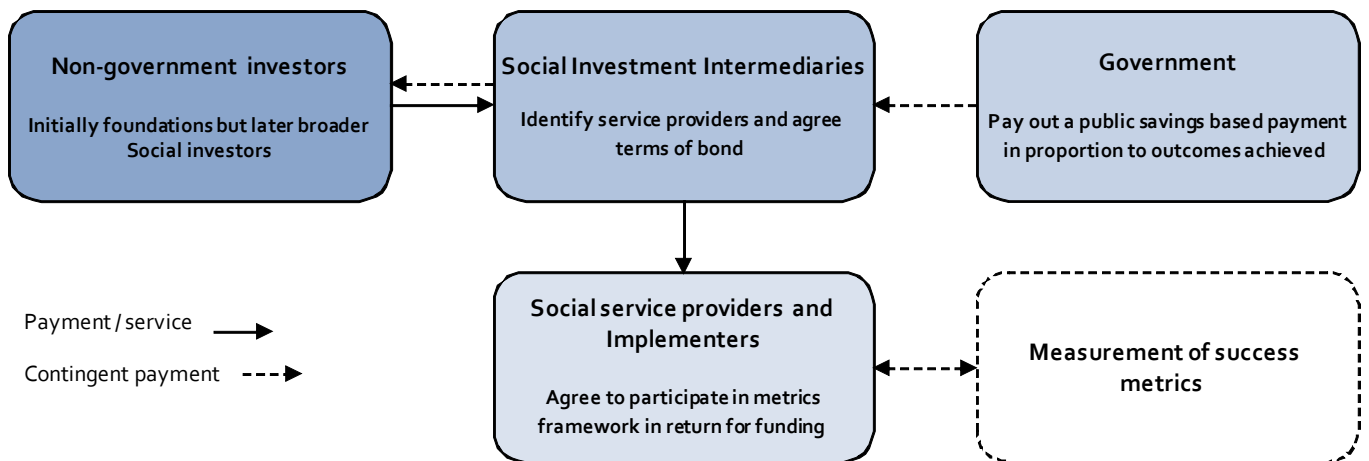 Non-government investors
Initially foundations but later broader
Social investors
Social Investment Intermediaries
Identify service providers and agree
terms of bond
Government
Pay out a public savings based payment
in proportion to outcomes achieved
Social service providers and
Implementers
Agree to participate in metrics
framework in return for funding
Measurement of success
metrics
Payment / service
Contingent payment